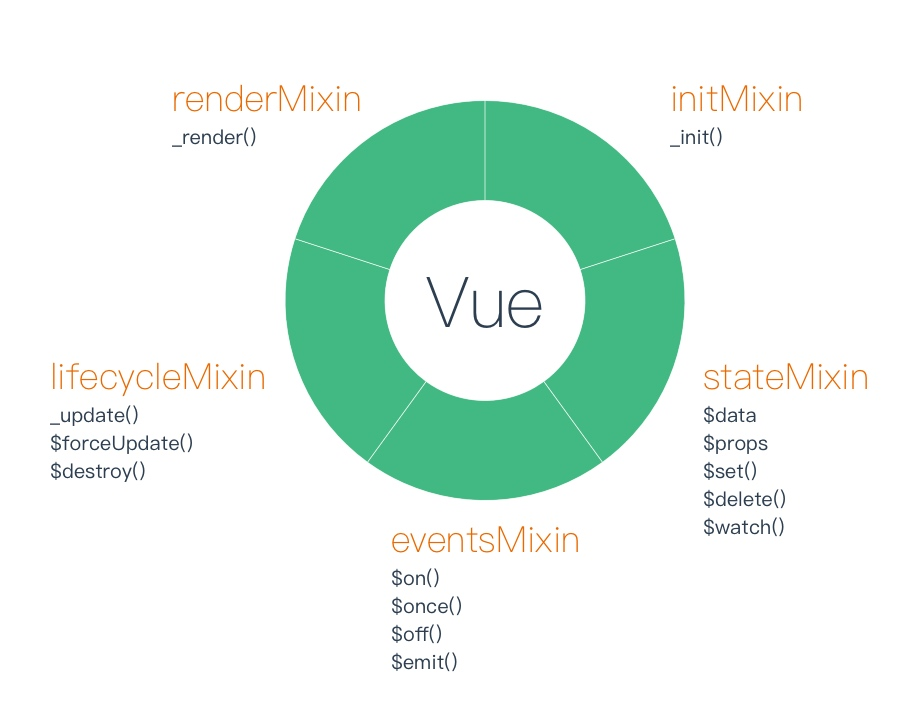 renderMixin
_render()
initMixin
_init()
Vue
lifecycleMixin
_update()
$forceUpdate()
$destroy()
stateMixin
$data
$props
$set()
$delete()
$watch()
eventsMixin
$on()
$once()
$off()
$emit()